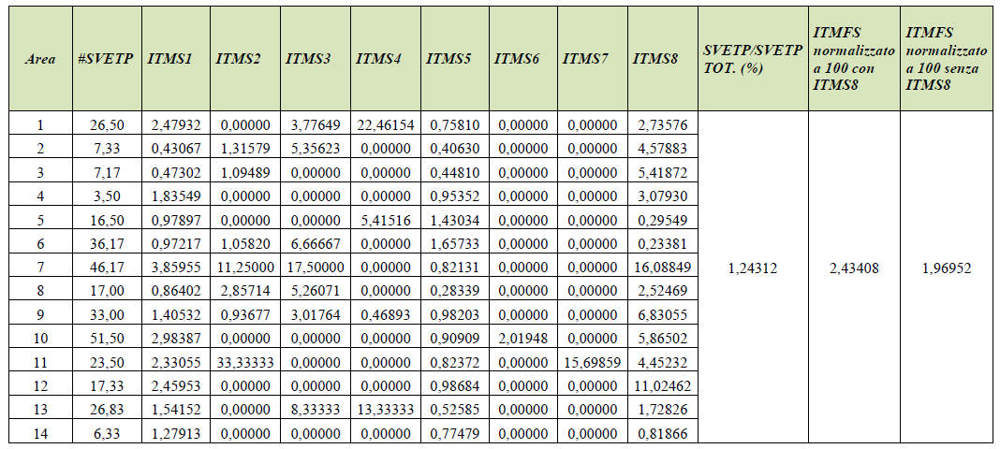 Area #SVETP ITMS1 ITMS2 ITMS3 ITMS4 ITMS5 ITMS6 ITMS7 ITMS8 SVETP/SVETP TOT. (%) ITMFS normalizzato a 100 con ITMS8 ITMFS normalizzato a 100 senza ITMS8
1 26,50 2,47932 0,00000 3,77649 22,46154 0,75810 0,00000 0,00000 2,73576
2 7,33 0,43067 1,31579 5,35623 0,00000 0,40630 0,00000 0,00000 4,57883
3 7,17 0,47302 1,09489 0,00000 0,00000 0,44810 0,00000 0,00000 5,41872
4 3,50 1,83549 0,00000 0,00000 0,00000 0,95352 0,00000 0,00000 3,07930
5 16,50 0,97897 0,00000 0,00000 5,41516 1,43034 0,00000 0,00000 0,29549
6 36,17 0,97217 1,05820 6,66667 0,00000 1,65733 0,00000 0,00000 0,23381
7 46,17 3,85955 11,25000 17,50000 0,00000 0,82131 0,00000 0,00000 16,08849 1,24312 2,43408 1,96952
8 17,00 0,86402 2,85714 5,26071 0,00000 0,28339 0,00000 0,00000 2,52469
9 33,00 1,40532 0,93677 3,01764 0,46893 0,98203 0,00000 0,00000 6,83055
10 51,50 2,98387 0,00000 0,00000 0,00000 0,90909 2,01948 0,00000 5,86502
11 23,50 2,33055 33,33333 0,00000 0,00000 0,82372 0,00000 15,69859 4,45232
12 17,33 2,45953 0,00000 0,00000 0,00000 0,98684 0,00000 0,00000 11,02462
13 26,83 1,54152 0,00000 8,33333 13,33333 0,52585 0,00000 0,00000 1,72826
14 6,33 1,27913 0,00000 0,00000 0,00000 0,77479 0,00000 0,00000 0,81866